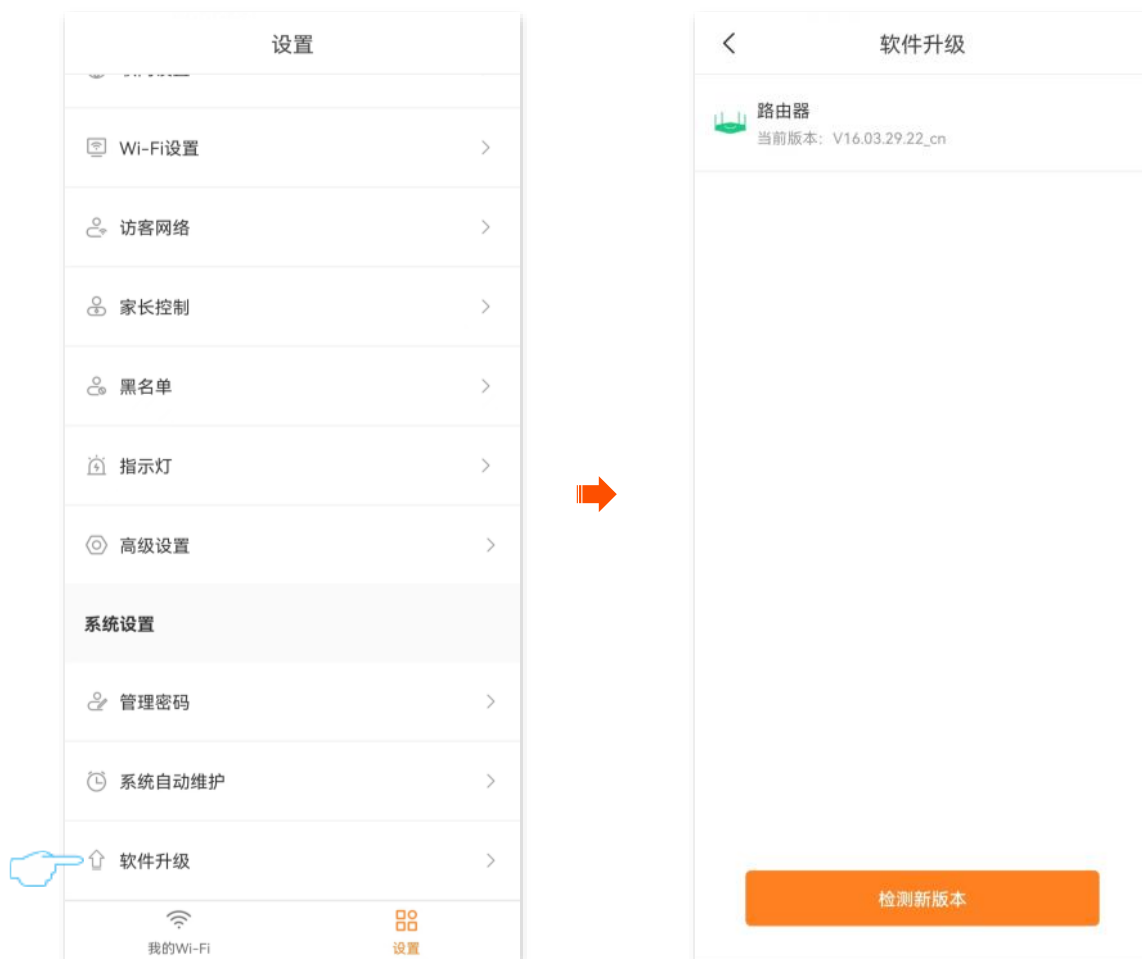 设置
Wi-Fi设置
访客网络
家长控制
黑名单
指示灯
高级设置
系统设置
管理密码
系统自动维护
软件升级
我的Wi-Fi
设置
软件升级
路由器
当前版本：V16.03.29.22_cn
检测新版本